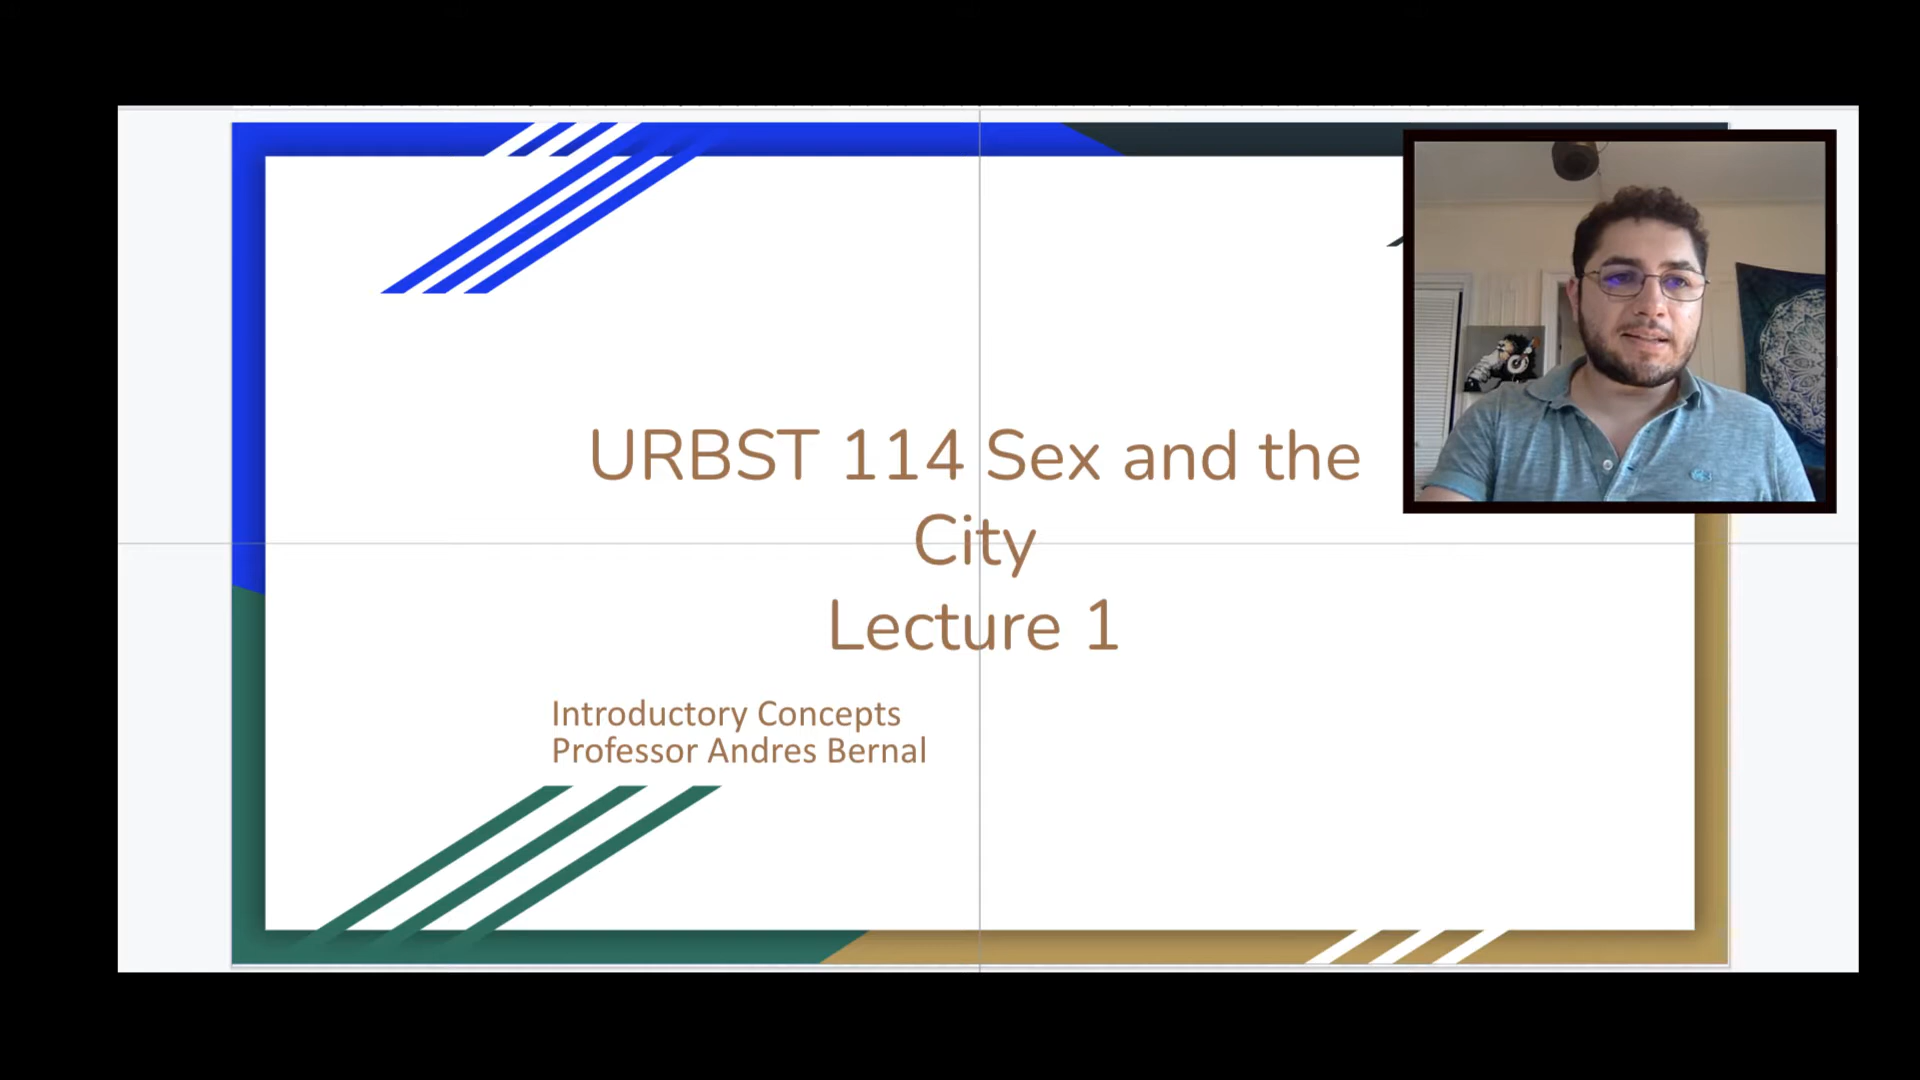 URBST 114 Sex and the
City
Lecture 1
Introductory Concepts
Professor Andres Bernal